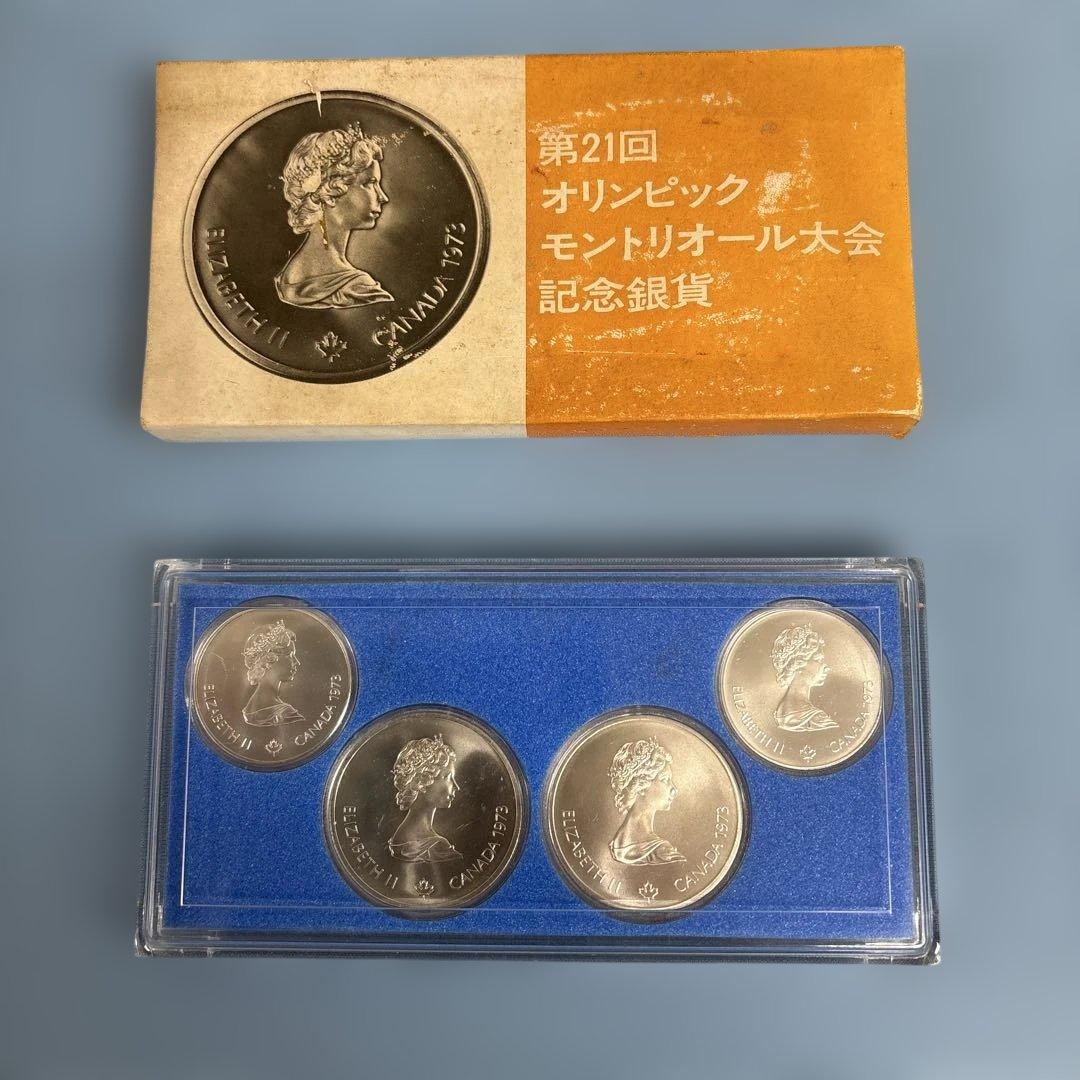 第21回
オリンピック
モントリオール大会
記念銀貨
ELIZABETH II CANADA 1973
ELIZABETH II CANADA 1973
ELIZABETH II CANADA 1973
ELIZABETH II CANADA 1973
ELIZABETH II CANADA 1973